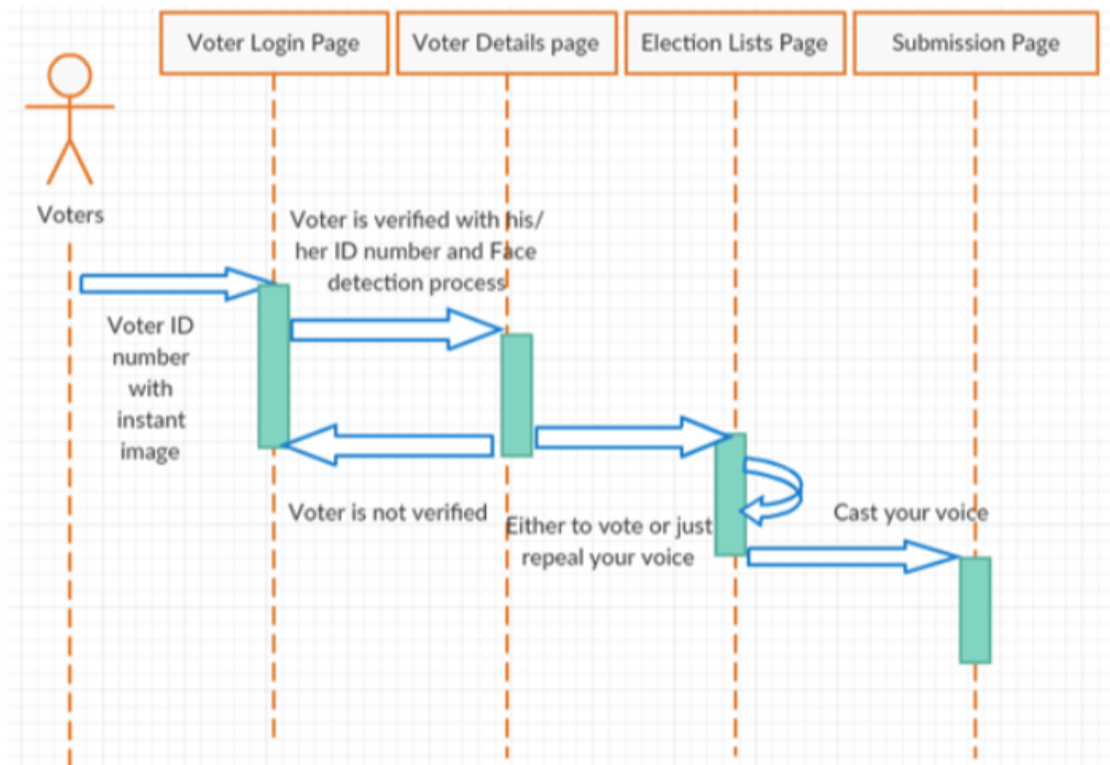 Voter Login Page
Voter Details page
Election Lists Page
Submission Page
Voters
Voter is verified with his/
her ID number and Face
detection process
Voter ID
number
with
instant
image
Voter is not verified
Either to vote or just
repeal your voice
Cast your voice